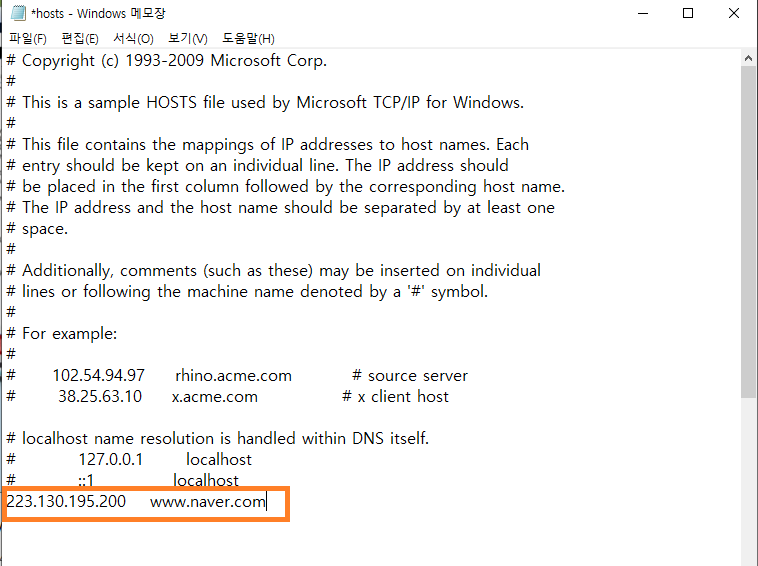 *hosts - Windows 메모장
파일(F) 편집(E) 서식(O) 보기(V) 도움말(H)
# Copyright (c) 1993-2009 Microsoft Corp.
#
# This is a sample HOSTS file used by Microsoft TCP/IP for Windows.
#
# This file contains the mappings of IP addresses to host names. Each
# entry should be kept on an individual line. The IP address should
# be placed in the first column followed by the corresponding host name.
# The IP address and the host name should be separated by at least one
# space.
#
# Additionally, comments (such as these) may be inserted on individual
# lines or following the machine name denoted by a '#' symbol.
#
# For example:
#
# 102.54.94.97 rhino.acme.com # source server
# 38.25.63.10 x.acme.com # x client host
# localhost name resolution is handled within DNS itself.
# 127.0.0.1 localhost
# ::1 localhost
223.130.195.200 www.naver.com